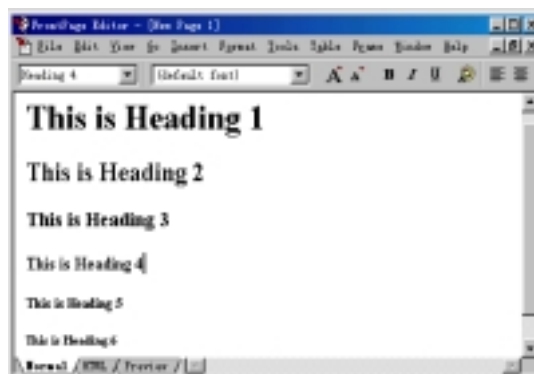 FrontPage Editor - [New Page 1]
File Edit View Go Insert Format Tools Table Frame Window Help
Heading 4 (default font) A A B I U
This is Heading 1
This is Heading 2
This is Heading 3
This is Heading 4
This is Heading 5
This is Heading 6
Normal / HTML / Preview /